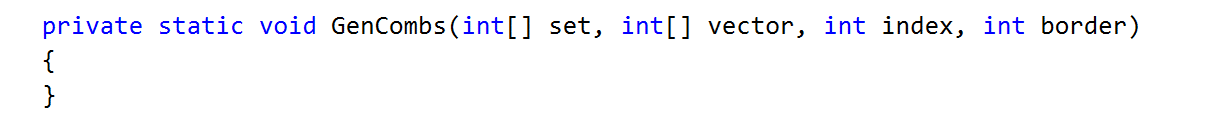 private static void GenCombs(int[] set, int[] vector, int index, int border)
{
}